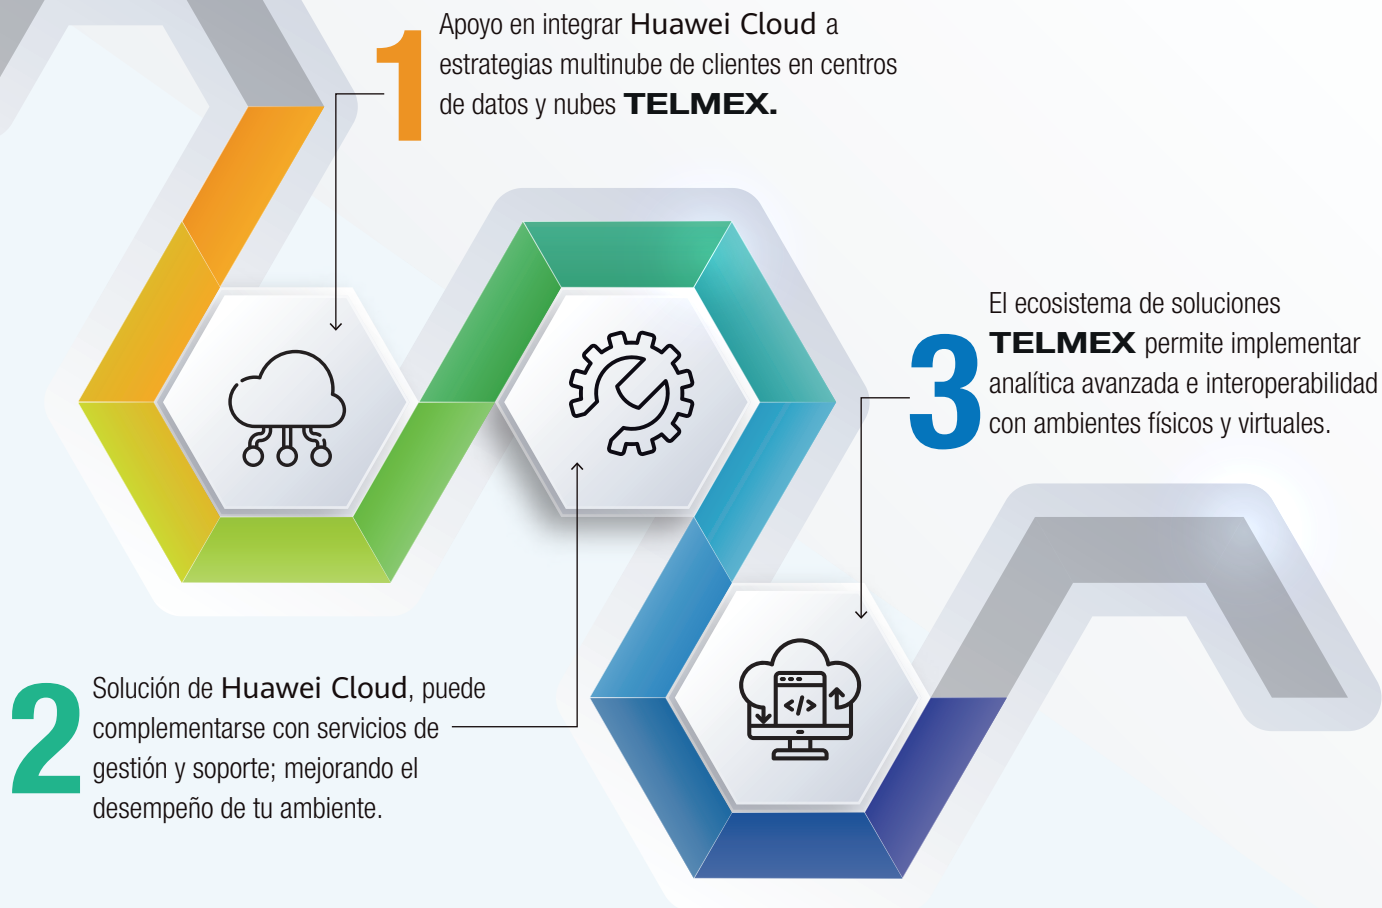 1
Apoyo en integrar Huawei Cloud a
estrategias multinube de clientes en centros
de datos y nubes TELMEX.
2
Solución de Huawei Cloud, puede
complementarse con servicios de
gestión y soporte; mejorando el
desempeño de tu ambiente.
3
El ecosistema de soluciones
TELMEX permite implementar
analítica avanzada e interoperabilidad
con ambientes físicos y virtuales.
</>